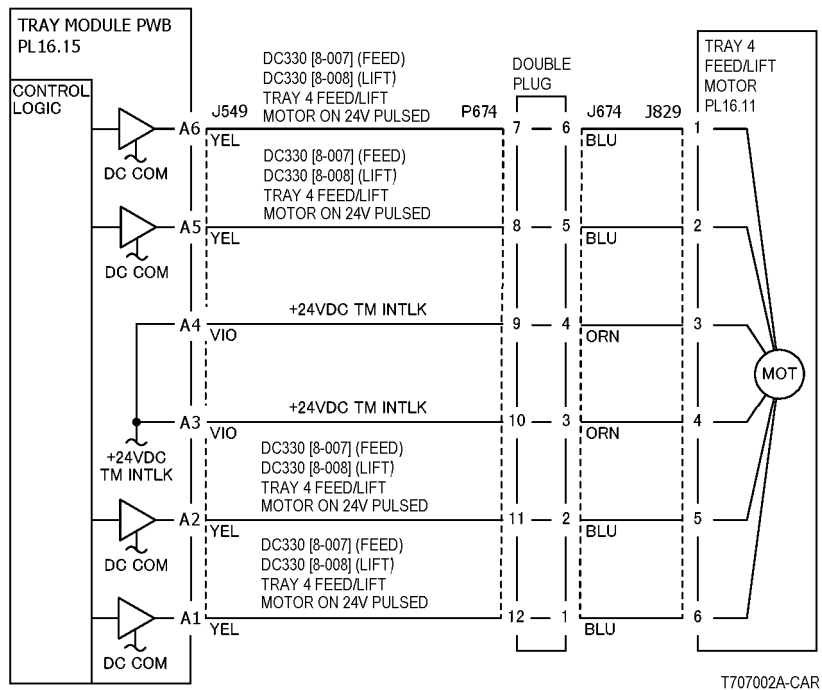 TRAY MODULE PWB
PL16.15
CONTROL
LOGIC
DC330 [8-007] (FEED)
DC330 [8-008] (LIFT)
TRAY 4 FEED/LIFT
MOTOR ON 24V PULSED
DOUBLE
PLUG
TRAY 4
FEED/LIFT
MOTOR
PL16.11
A6 J549 P674 7 6 J674 J829 1
YEL BLU
DC COM
DC330 [8-007] (FEED)
DC330 [8-008] (LIFT)
TRAY 4 FEED/LIFT
MOTOR ON 24V PULSED
A5 8 5 2
YEL BLU
DC COM
+24VDC TM INTLK
A4 9 4 3
VIO ORN
MOT
+24VDC TM INTLK
A3 10 3 4
VIO ORN
+24VDC
TM INTLK
DC330 [8-007] (FEED)
DC330 [8-008] (LIFT)
TRAY 4 FEED/LIFT
MOTOR ON 24V PULSED
A2 11 2 5
YEL BLU
DC COM
DC330 [8-007] (FEED)
DC330 [8-008] (LIFT)
TRAY 4 FEED/LIFT
MOTOR ON 24V PULSED
A1 12 1 6
YEL BLU
DC COM
T707002A-CAR